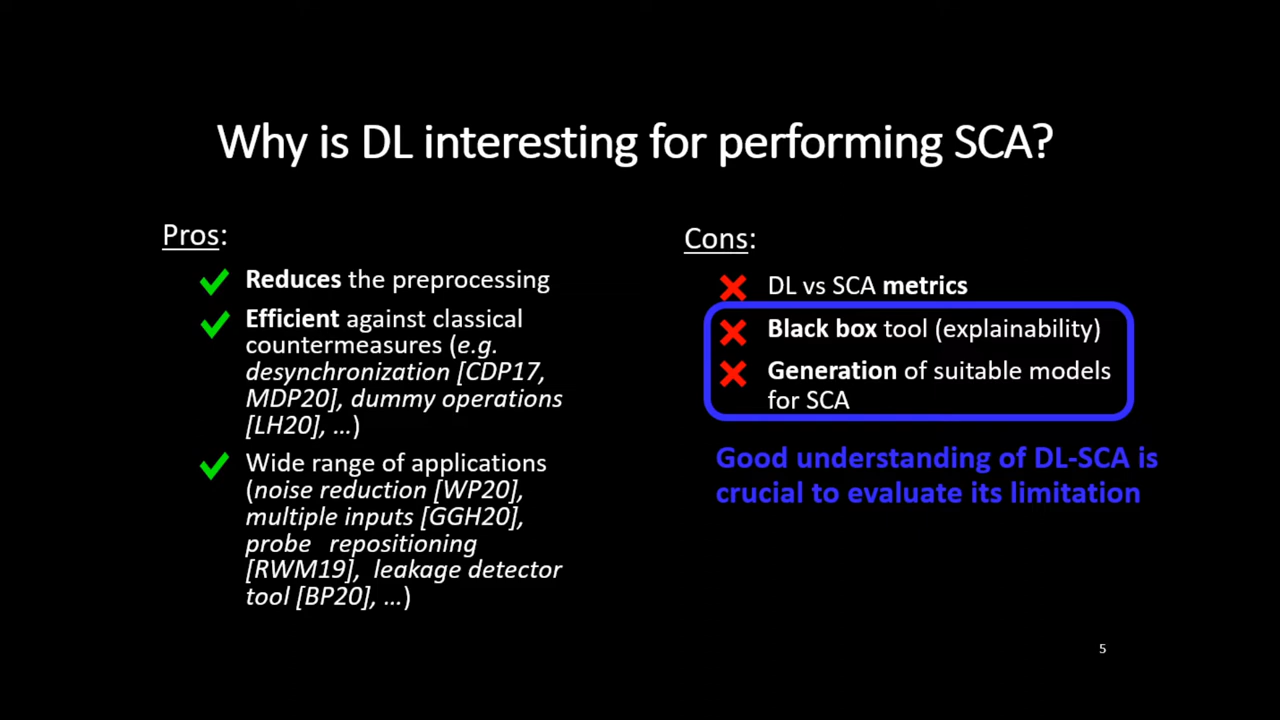 Why is DL interesting for performing SCA?
Pros:
Reduces the preprocessing
Efficient against classical
countermeasures (e.g.
desynchronization [CDP17,
MDP20], dummy operations
[LH20], …)
Wide range of applications
(noise reduction [WP20],
multiple inputs [GGH20],
probe repositioning
[RWM19], leakage detector
tool [BP20], …)
Cons:
DL vs SCA metrics
Black box tool (explainability)
Generation of suitable models
for SCA
Good understanding of DL-SCA is
crucial to evaluate its limitation
5